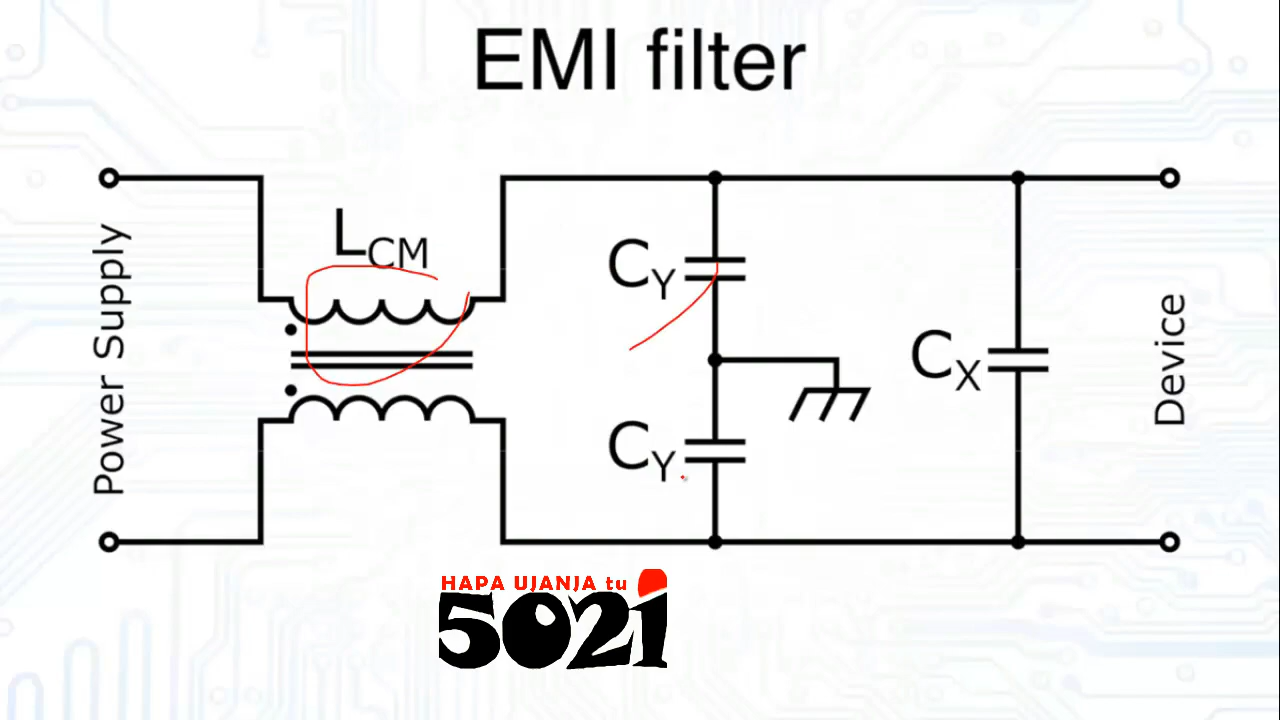 EMI filter
Power Supply
LCM
CY
CX
Device
CY
HAPA UJANJA tu
5021